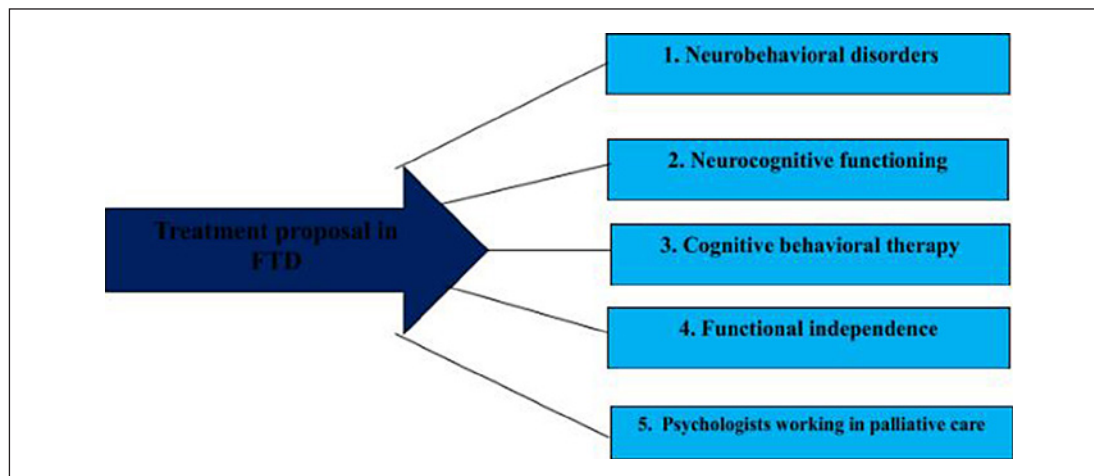 Treatment proposal in
FTD
1. Neurobehavioral disorders
2. Neurocognitive functioning
3. Cognitive behavioral therapy
4. Functional independence
5. Psychologists working in palliative care